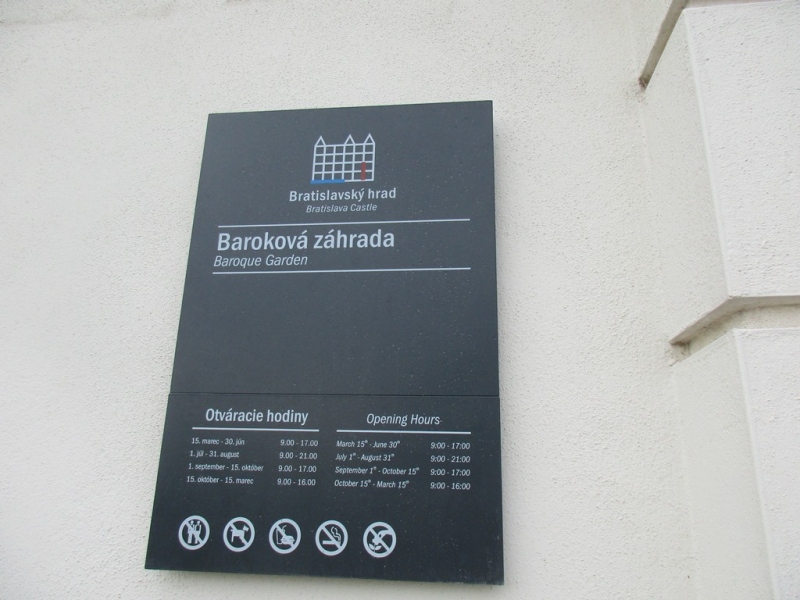 Bratislavský hrad
Bratislava Castle
Baroková záhrada
Baroque Garden
Otváracie hodiny
15. marec - 30. jún 9.00 - 17.00
1. júl - 31. august 9.00 - 21.00
1. september - 15. október 9.00 - 17.00
15. október - 15. marec 9.00 - 16.00
Opening Hours
March 15th - June 30th 9:00 - 17:00
July 1st - August 31st 9:00 - 21:00
September 1st - October 15th 9:00 - 17:00
October 15th - March 15th 9:00 - 16:00